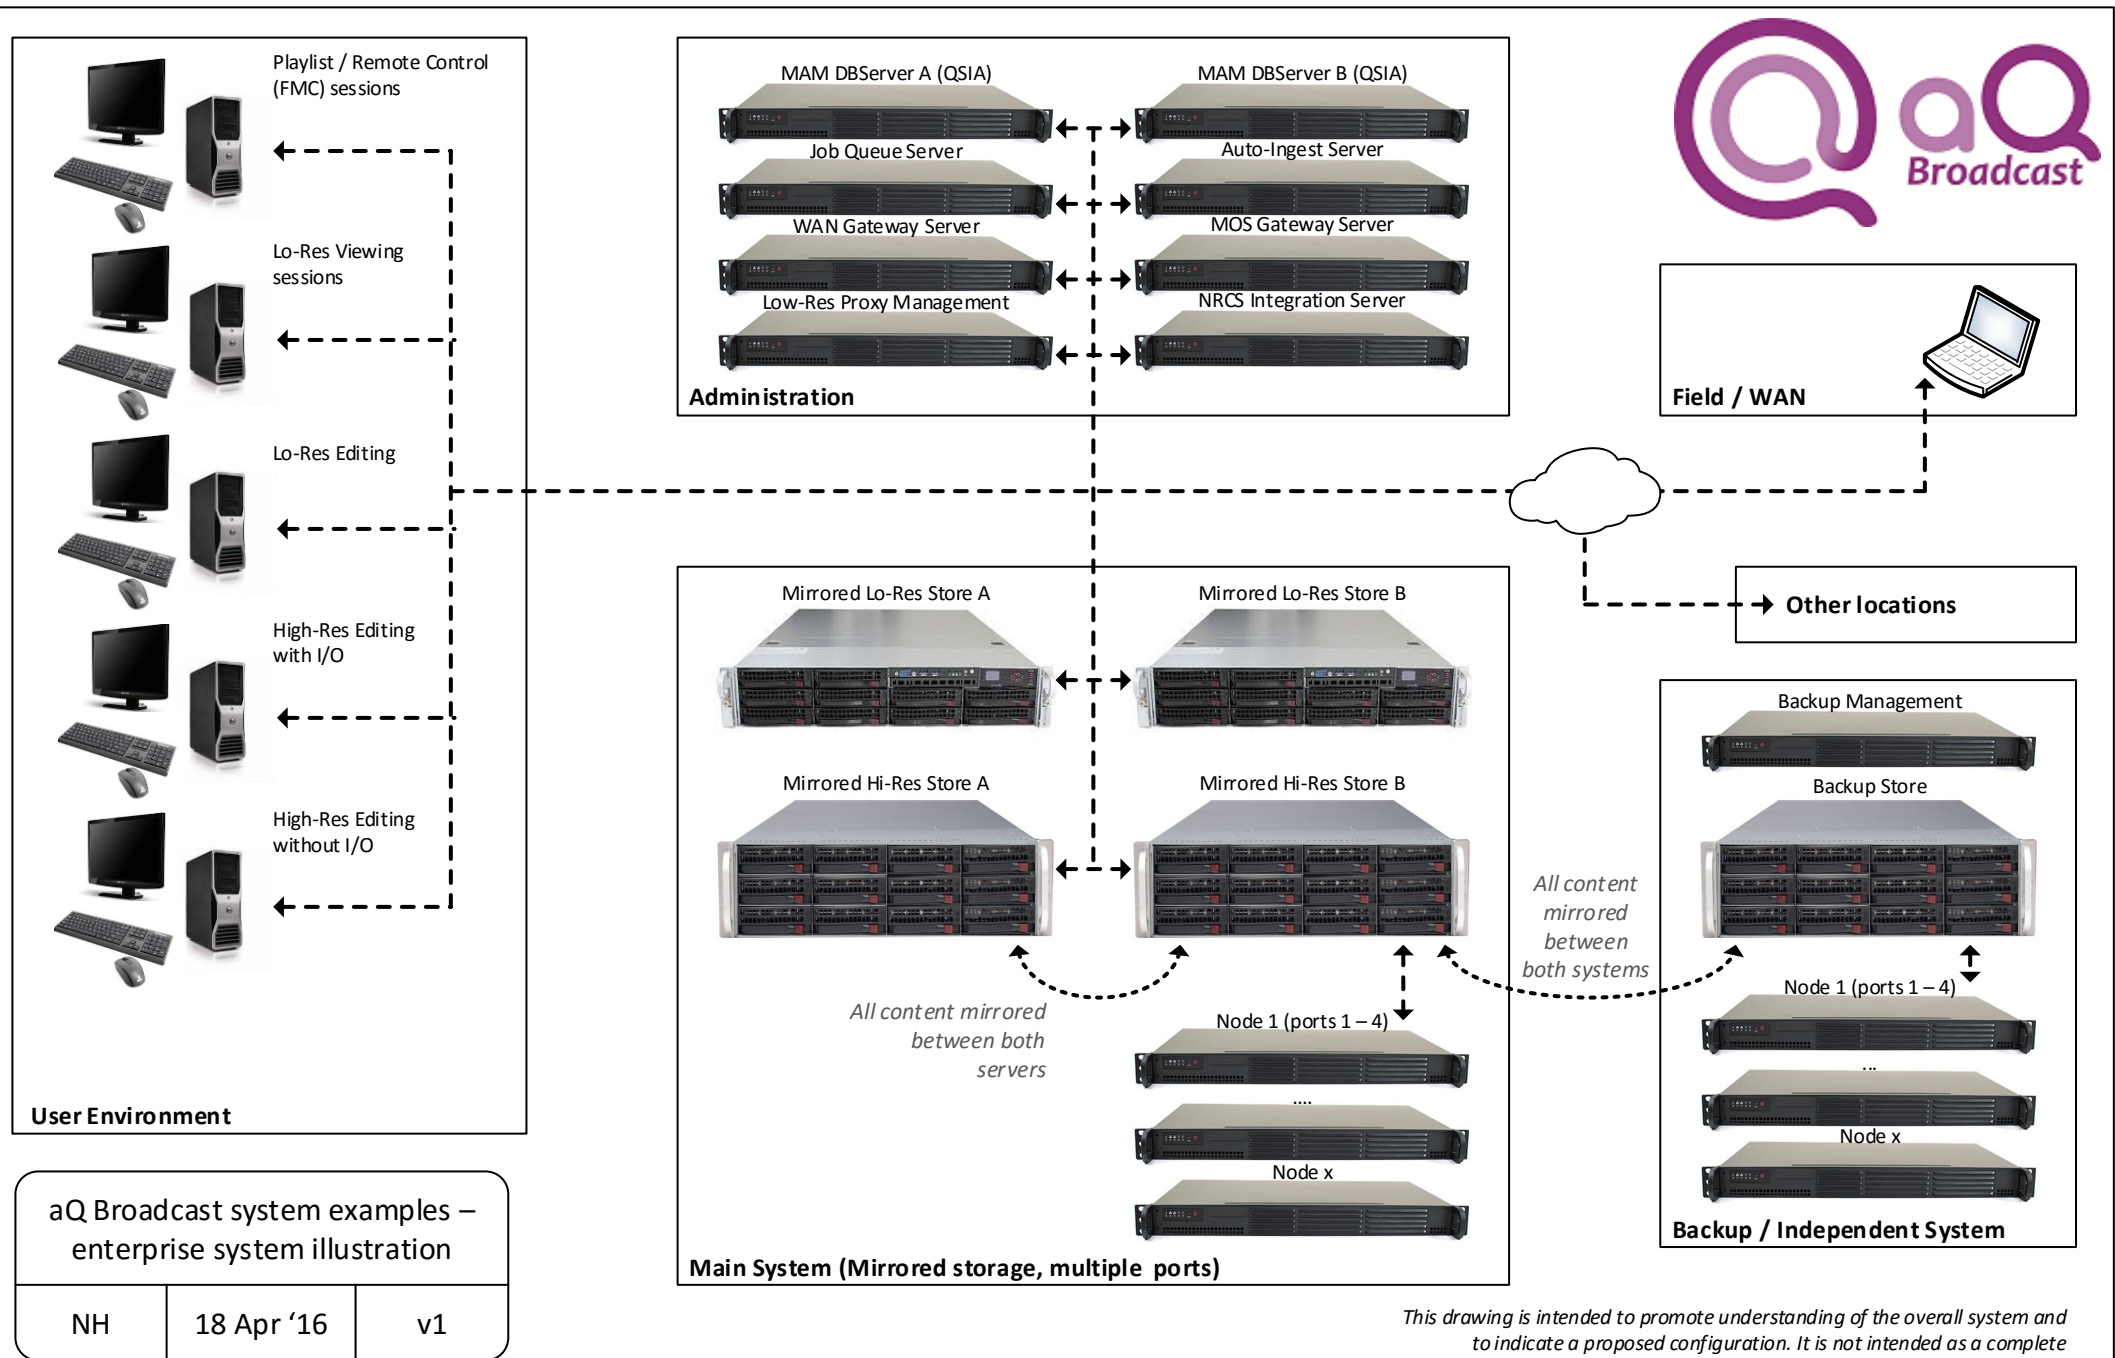 Playlist / Remote Control
(FMC) sessions
Lo-Res Viewing
sessions
Lo-Res Editing
High-Res Editing
with I/O
High-Res Editing
without I/O
User Environment
MAM DBServer A (QSIA)
MAM DBServer B (QSIA)
Job Queue Server
Auto-Ingest Server
WAN Gateway Server
MOS Gateway Server
Low-Res Proxy Management
NRCS Integration Server
Administration
aQ
Broadcast
Field / WAN
Other locations
Mirrored Lo-Res Store A
Mirrored Lo-Res Store B
Mirrored Hi-Res Store A
Mirrored Hi-Res Store B
All content mirrored
between both
servers
Node 1 (ports 1 – 4)
....
Node x
Main System (Mirrored storage, multiple ports)
All content
mirrored
between
both systems
Backup Management
Backup Store
Node 1 (ports 1 – 4)
...
Node x
Backup / Independent System
aQ Broadcast system examples –
enterprise system illustration
NH
18 Apr ‘16
v1
This drawing is intended to promote understanding of the overall system and
to indicate a proposed configuration. It is not intended as a complete